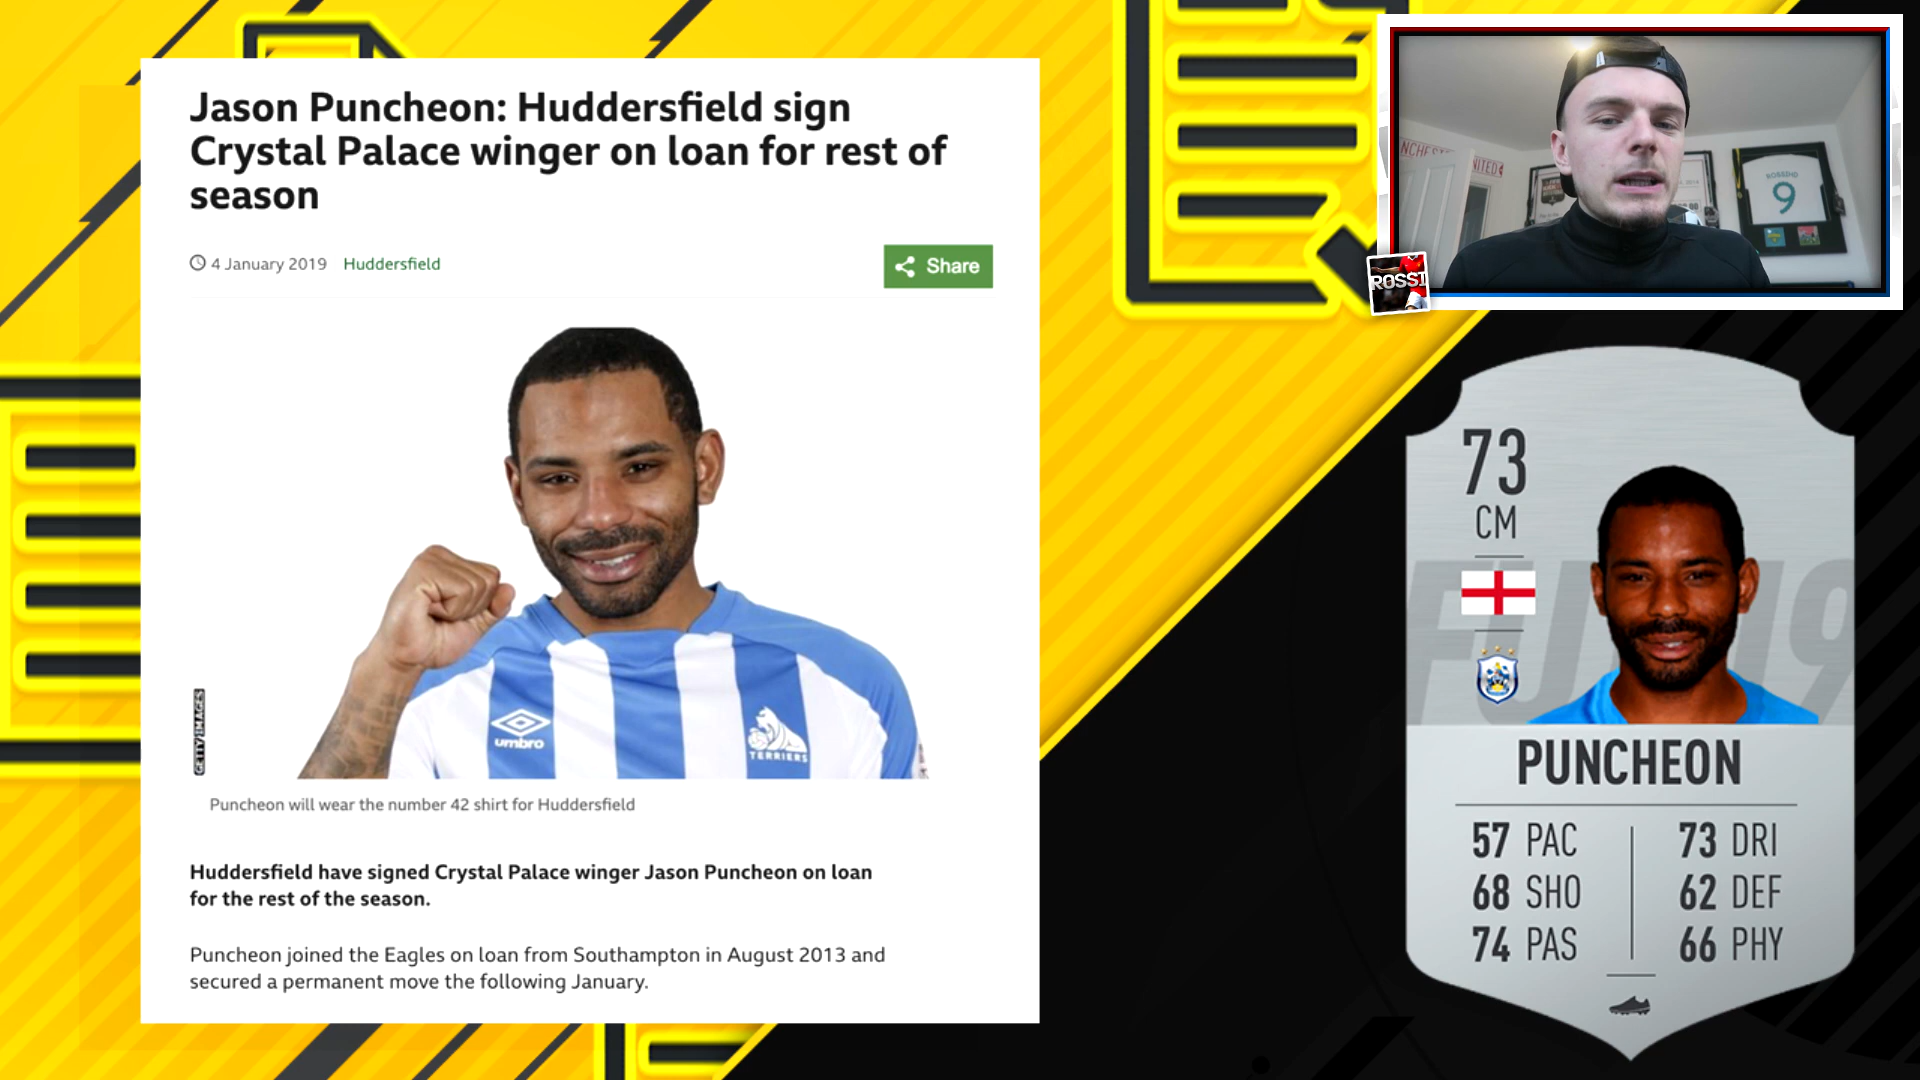 Jason Puncheon: Huddersfield sign
Crystal Palace winger on loan for rest of
season
4 January 2019 Huddersfield
Share
GETTY IMAGES
umbro
TERRIERS
Puncheon will wear the number 42 shirt for Huddersfield
Huddersfield have signed Crystal Palace winger Jason Puncheon on loan
for the rest of the season.
Puncheon joined the Eagles on loan from Southampton in August 2013 and
secured a permanent move the following January.
NCHEST
NITED
ROSSIHD
9
ROSSI
73
CM
PUNCHEON
57 PAC
68 SHO
74 PAS
73 DRI
62 DEF
66 PHY